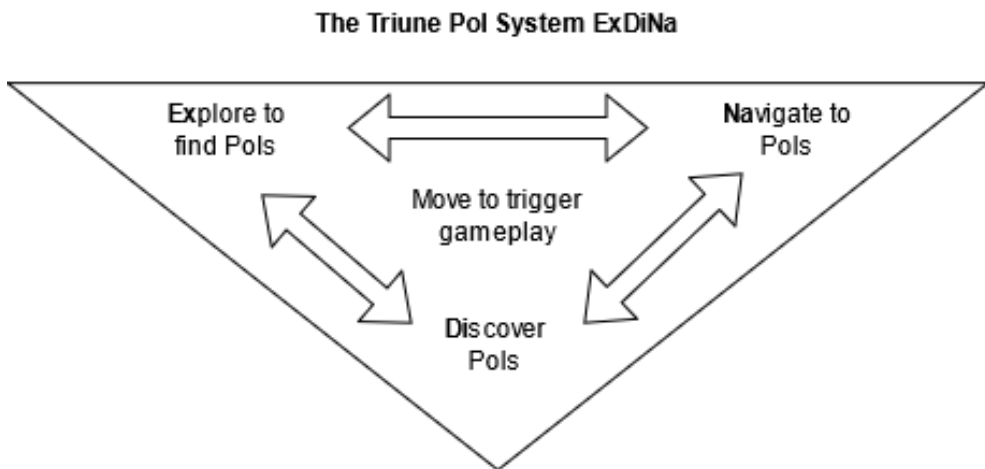 The Triune PoI System ExDiNa
Explore to
find PoIs
Navigate to
PoIs
Move to trigger
gameplay
Discover
PoIs